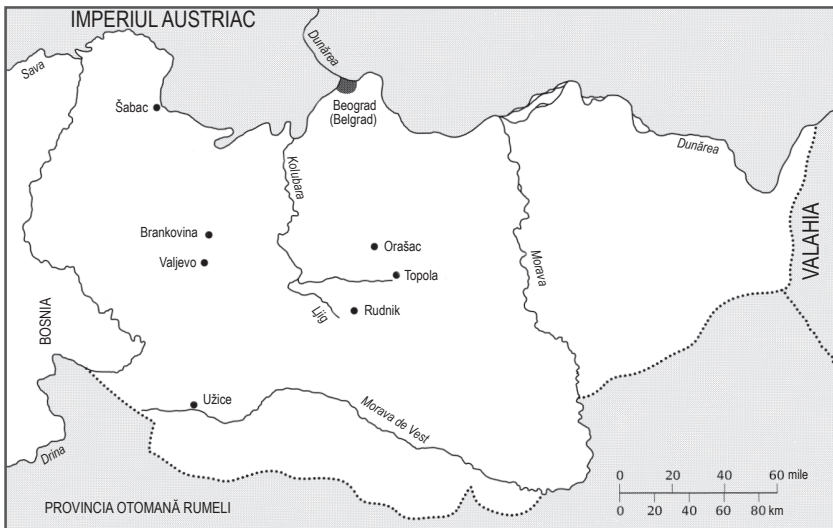 IMPERIUL AUSTRIAC
Dunărea
Sava
Šabac
Beograd
(Belgrad)
Kolubara
Dunărea
VALAHIA
Brankovina
Orašac
Valjevo
Topola
Morava
BOSNIA
Ljig
Rudnik
Užice
Morava de Vest
Drina
0 20 40 60 mile
0 20 40 60 80 km
PROVINCIA OTOMANĂ RUMELI